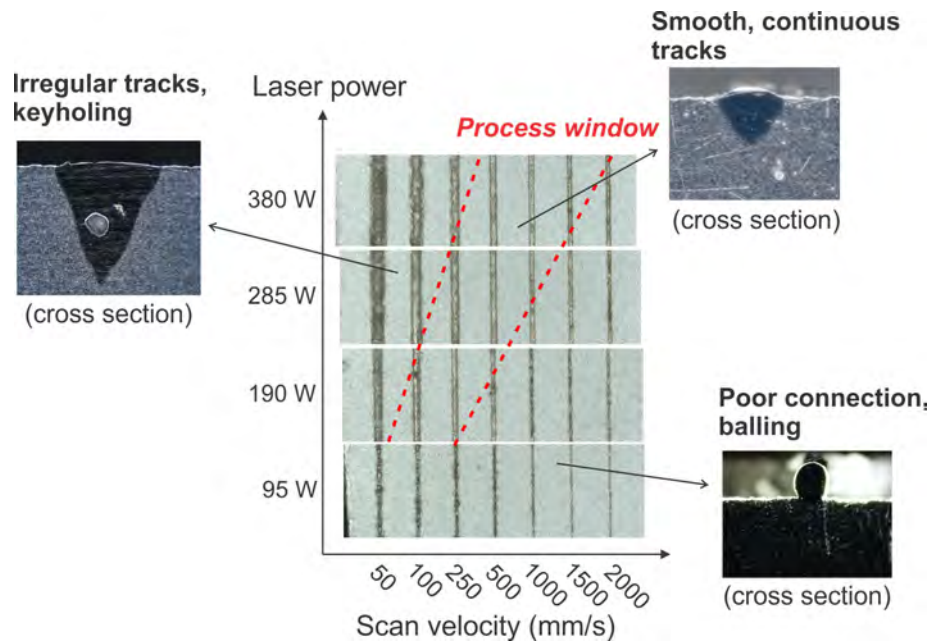 Smooth, continuous
tracks
Irregular tracks,
keyholing
Laser power
Process window
380 W
(cross section)
285 W
(cross section)
190 W
Poor connection,
balling
95 W
(cross section)
50
100
250
500
1000
1500
2000
Scan velocity (mm/s)